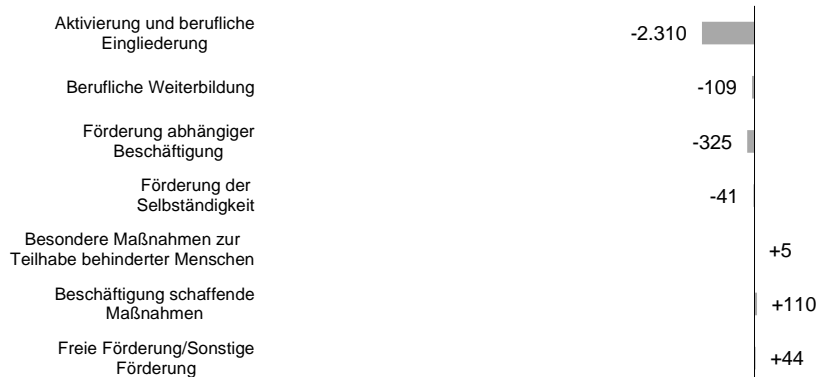 Aktivierung und berufliche
Eingliederung
-2.310
Berufliche Weiterbildung
-109
Förderung abhängiger
Beschäftigung
-325
Förderung der
Selbständigkeit
-41
Besondere Maßnahmen zur
Teilhabe behinderter Menschen
+5
Beschäftigung schaffende
Maßnahmen
+110
Freie Förderung/Sonstige
Förderung
+44